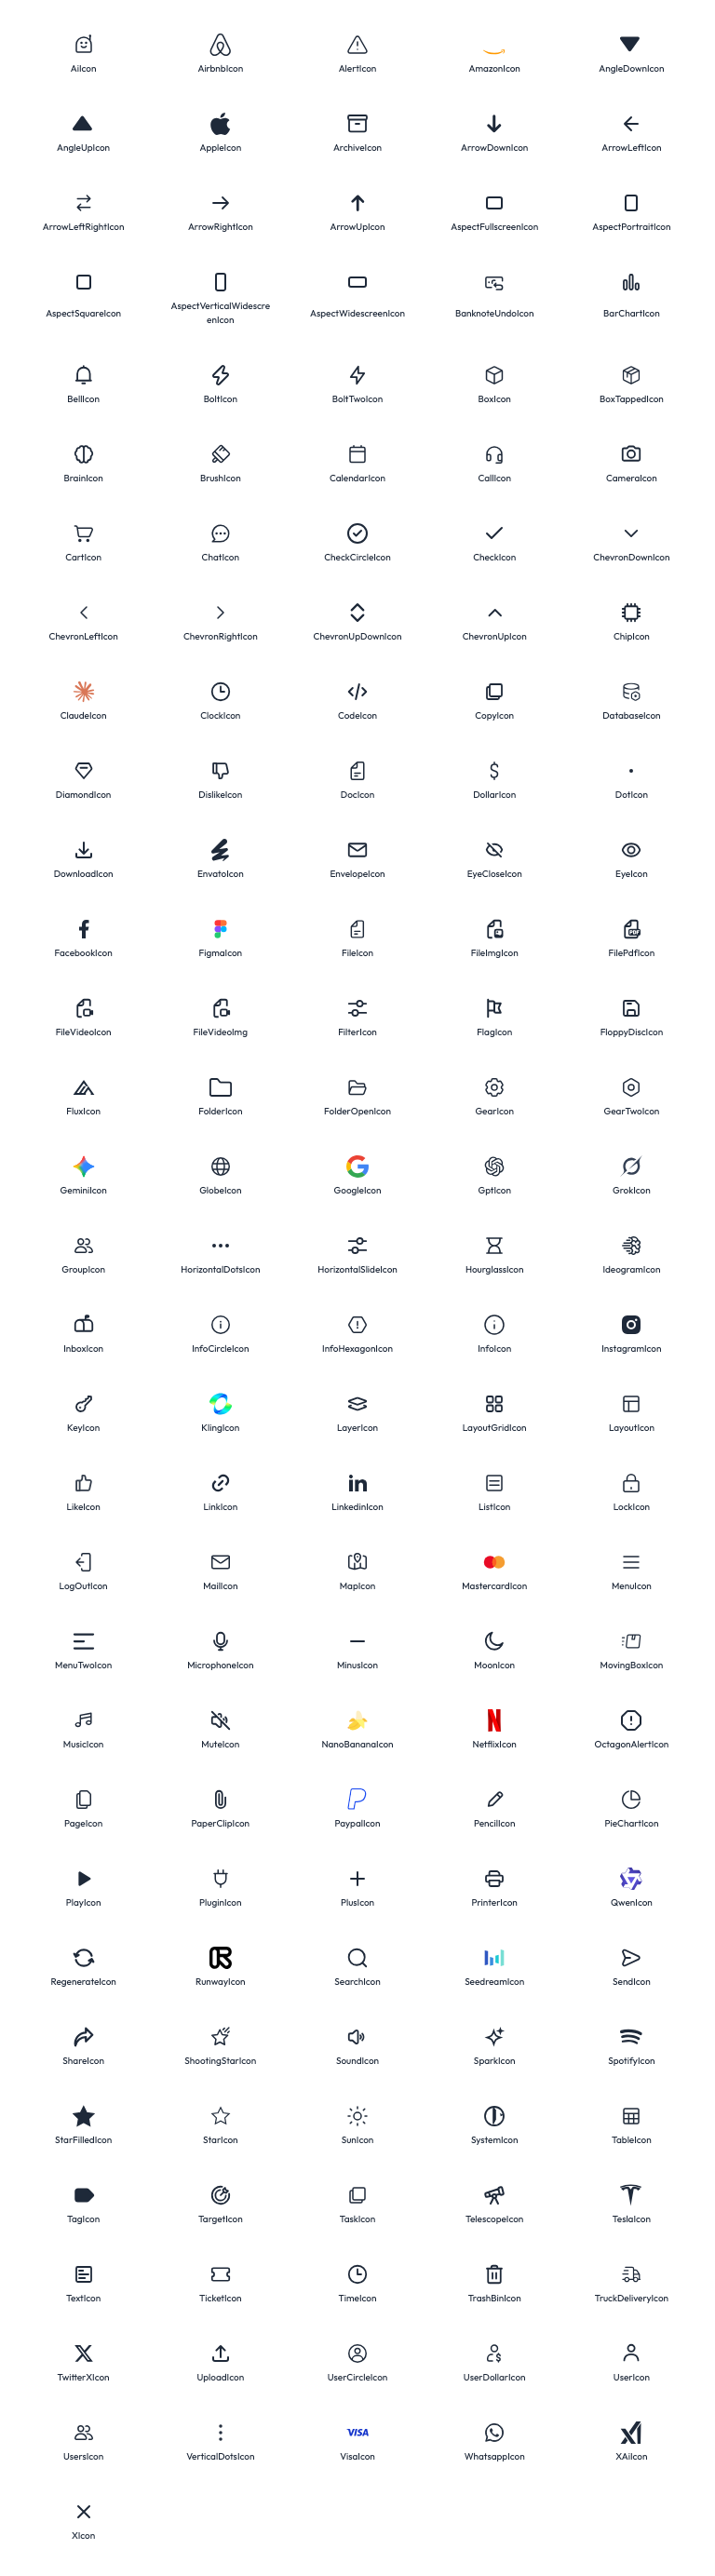 AiIcon AirbnbIcon AlertIcon AmazonIcon AngleDownIcon
AngleUpIcon AppleIcon ArchiveIcon ArrowDownIcon ArrowLeftIcon
ArrowLeftRightIcon ArrowRightIcon ArrowUpIcon AspectFullscreenIcon AspectPortraitIcon
AspectSquareIcon AspectVerticalWidescre
enIcon AspectWidescreenIcon BanknoteUndoIcon BarChartIcon
BellIcon BoltIcon BoltTwoIcon BoxIcon BoxTappedIcon
BrainIcon BrushIcon CalendarIcon CallIcon CameraIcon
CartIcon ChatIcon CheckCircleIcon CheckIcon ChevronDownIcon
ChevronLeftIcon ChevronRightIcon ChevronUpDownIcon ChevronUpIcon ChipIcon
ClaudeIcon ClockIcon CodeIcon CopyIcon DatabaseIcon
DiamondIcon DislikeIcon DocIcon DollarIcon DotIcon
DownloadIcon EnvatoIcon EnvelopeIcon EyeCloseIcon EyeIcon
FacebookIcon FigmaIcon FileIcon FileImgIcon FilePdfIcon
FileVideoIcon FileVideoImg FilterIcon FlagIcon FloppyDiscIcon
FluxIcon FolderIcon FolderOpenIcon GearIcon GearTwoIcon
GeminiIcon GlobeIcon GoogleIcon GptIcon GrokIcon
GroupIcon HorizontalDotsIcon HorizontalSlideIcon HourglassIcon IdeogramIcon
InboxIcon InfoCircleIcon InfoHexagonIcon InfoIcon InstagramIcon
KeyIcon KlingIcon LayerIcon LayoutGridIcon LayoutIcon
LikeIcon LinkIcon LinkedinIcon ListIcon LockIcon
LogOutIcon MailIcon MapIcon MastercardIcon MenuIcon
MenuTwoIcon MicrophoneIcon MinusIcon MoonIcon MovingBoxIcon
MusicIcon MuteIcon NanoBananaIcon NetflixIcon OctagonAlertIcon
PageIcon PaperClipIcon PaypalIcon PencilIcon PieChartIcon
PlayIcon PluginIcon PlusIcon PrinterIcon QwenIcon
RegenerateIcon RunwayIcon SearchIcon SeedreamIcon SendIcon
ShareIcon ShootingStarIcon SoundIcon SparkIcon SpotifyIcon
StarFilledIcon StarIcon SunIcon SystemIcon TableIcon
TagIcon TargetIcon TaskIcon TelescopeIcon TeslaIcon
TextIcon TicketIcon TimeIcon TrashBinIcon TruckDeliveryIcon
TwitterXIcon UploadIcon UserCircleIcon UserDollarIcon UserIcon
VISA
UsersIcon VerticalDotsIcon VisaIcon WhatsappIcon XAiIcon
XIcon